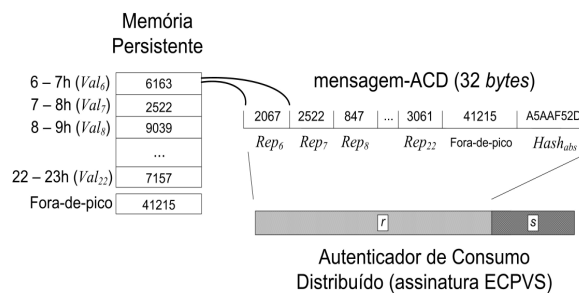 Memória
Persistente
6 – 7h (Val6) 6163
7 – 8h (Val7) 2522
8 – 9h (Val8) 9039
...
22 – 23h (Val22) 7157
Fora-de-pico 41215
mensagem-ACD (32 bytes)
2067 2522 847 ... 3061 41215 A5AAF52D
Rep6 Rep7 Rep8 Rep22 Fora-de-pico Hashabs
r s
Autenticador de Consumo
Distribuído (assinatura ECPVS)